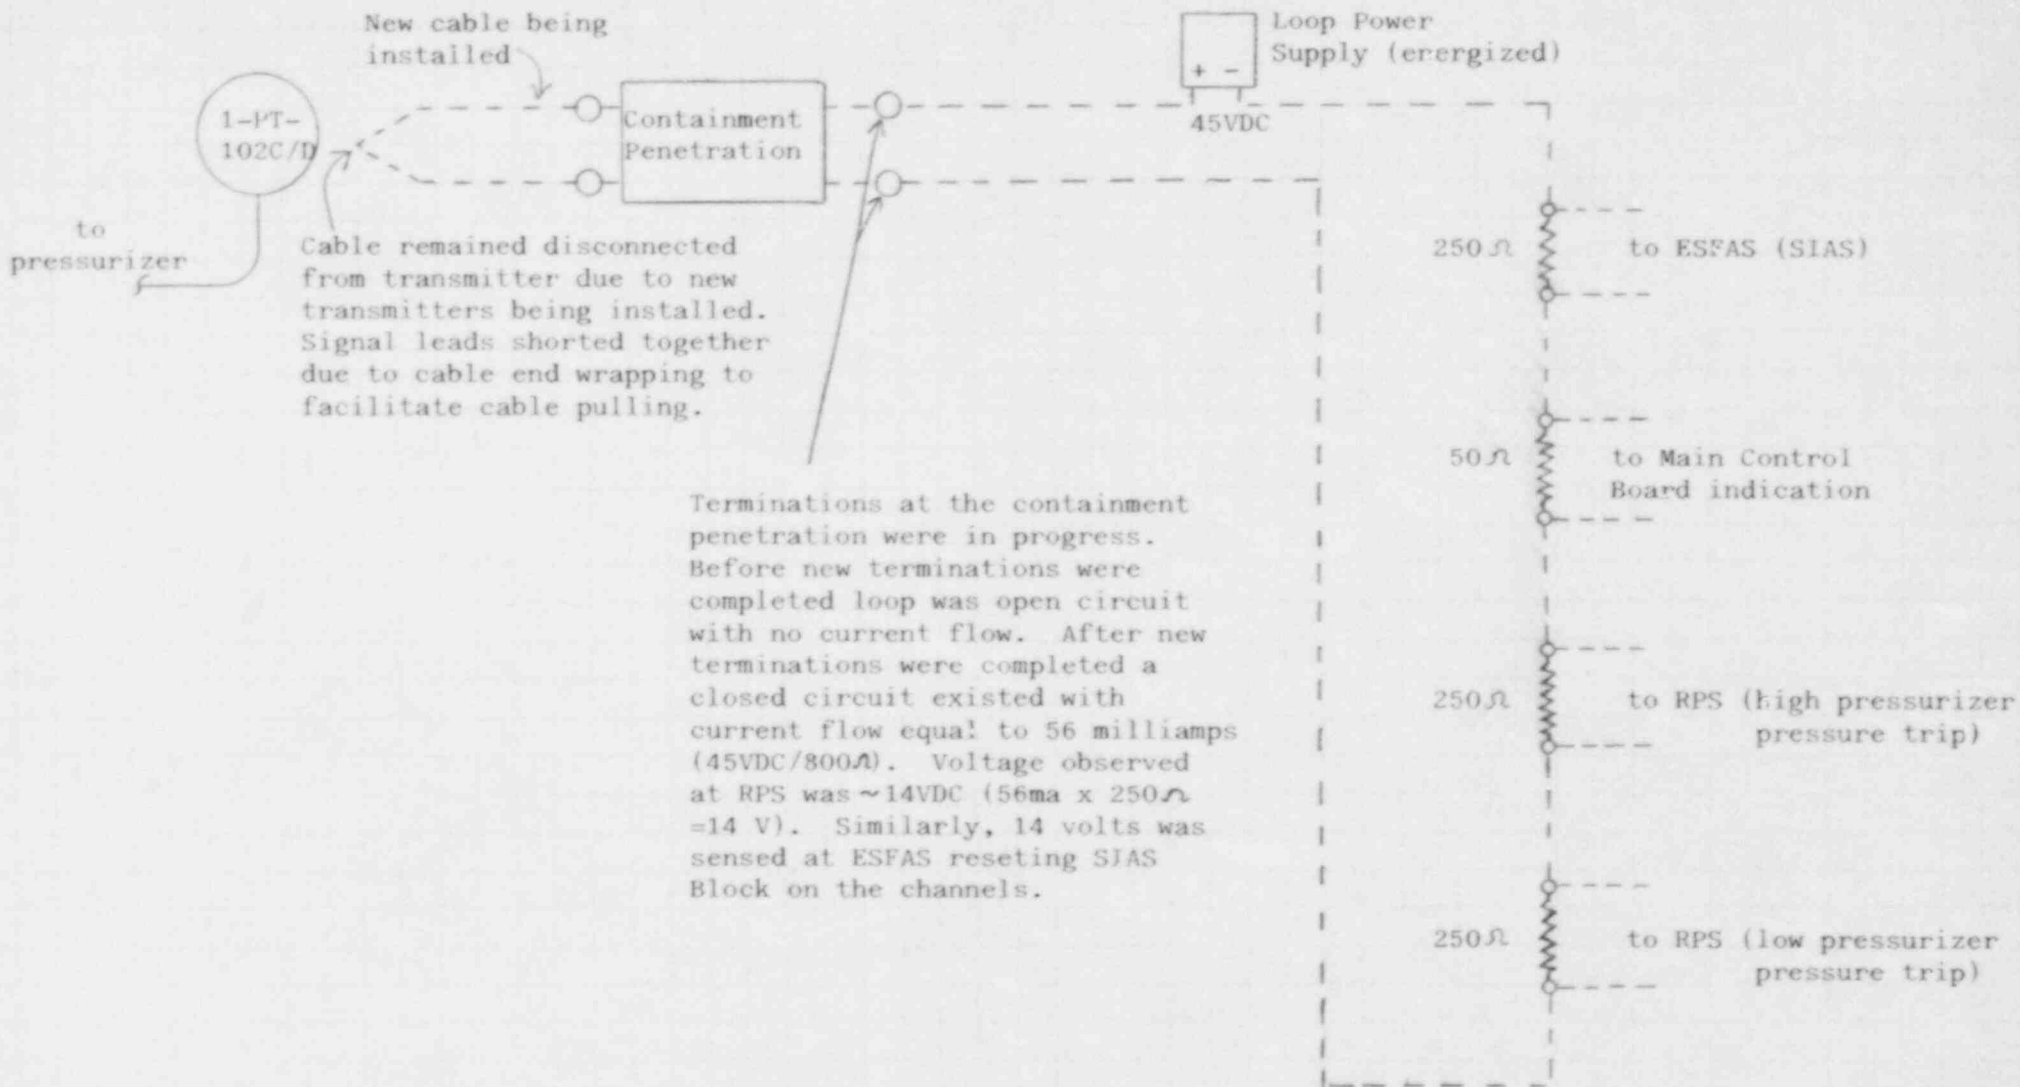 New cable being
installed
Loop Power
Supply (energized)
+ -
45VDC
1-PT-
102C/D
Containment
Penetration
to
pressurizer
Cable remained disconnected
from transmitter due to new
transmitters being installed.
Signal leads shorted together
due to cable end wrapping to
facilitate cable pulling.
250Ω
to ESFAS (SIAS)
50Ω
to Main Control
Board indication
Terminations at the containment
penetration were in progress.
Before new terminations were
completed loop was open circuit
with no current flow. After new
terminations were completed a
closed circuit existed with
current flow equal to 56 milliamps
(45VDC/800Ω). Voltage observed
at RPS was ~14VDC (56ma x 250Ω
=14 V). Similarly, 14 volts was
sensed at ESFAS reseting SIAS
Block on the channels.
250Ω
to RPS (high pressurizer
pressure trip)
250Ω
to RPS (low pressurizer
pressure trip)